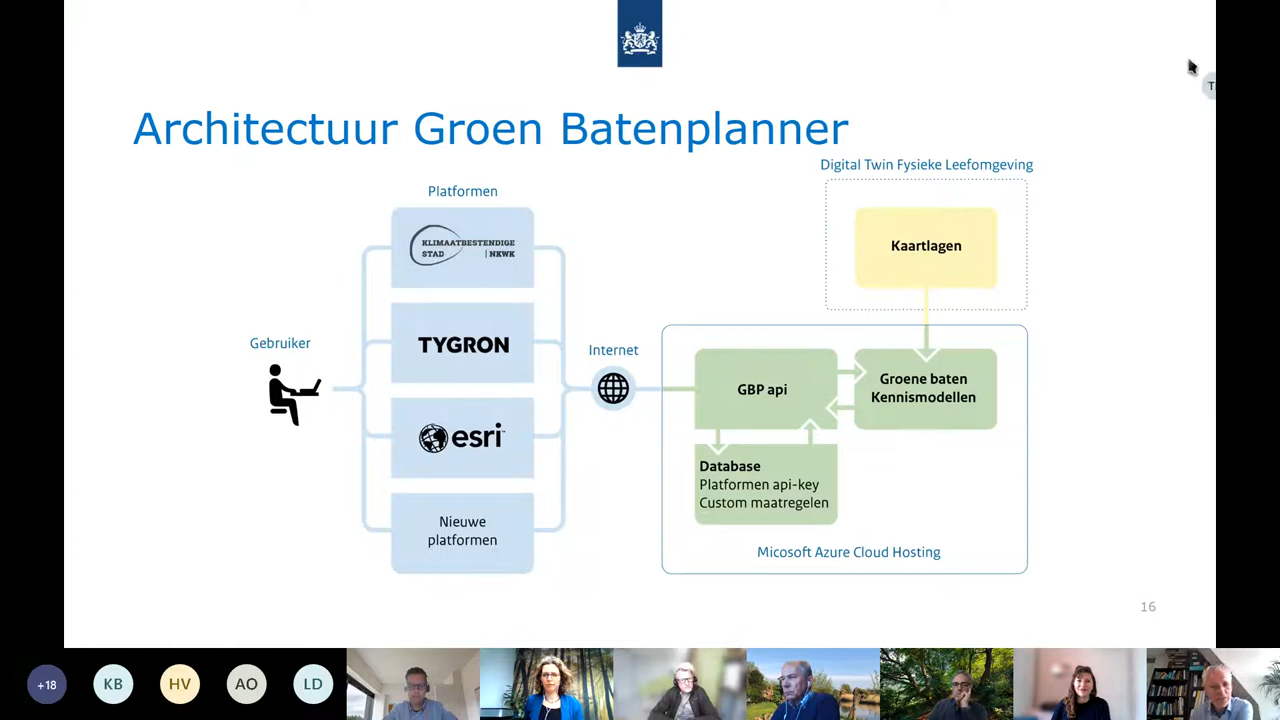 Architectuur Groen Batenplanner
Digital Twin Fysieke Leefomgeving
Platformen
KLIMAATBESTENDIGE
STAD | NKWK
Kaartlagen
TYGRON
Gebruiker
Internet
GBP api
Groene baten
Kennismodellen
esri
Database
Platformen api-key
Custom maatregelen
Nieuwe
platformen
Micosoft Azure Cloud Hosting
16
+18
KB
HV
AO
LD